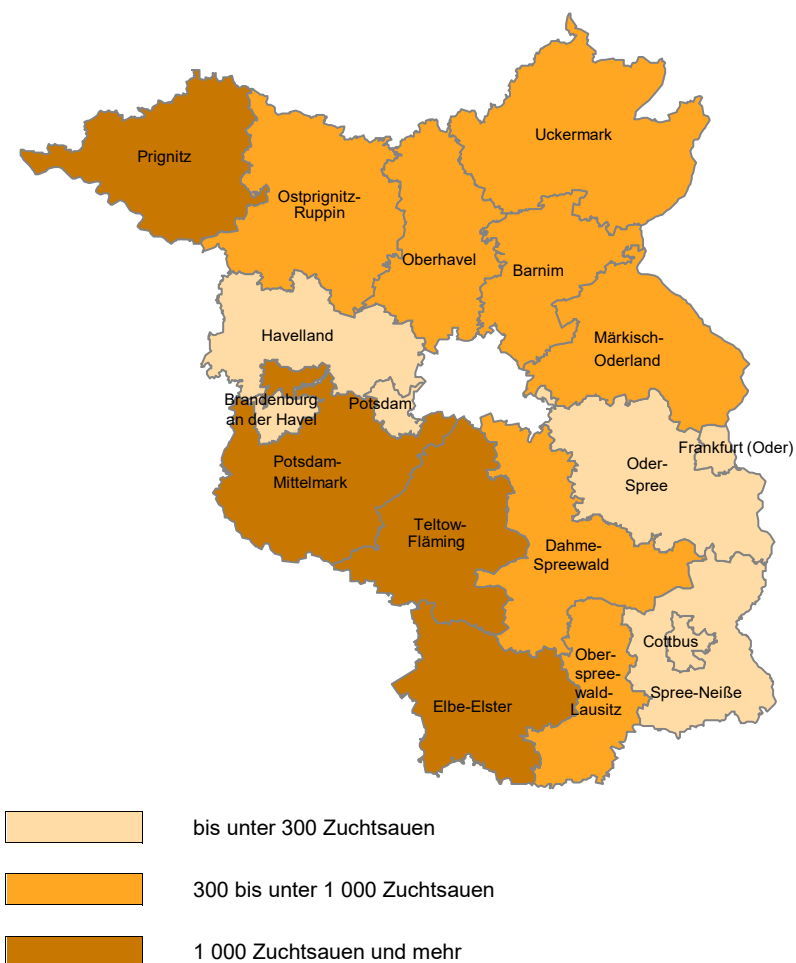 Uckermark
Prignitz
Ostprignitz-
Ruppin
Oberhavel
Barnim
Havelland
Märkisch-
Oderland
Brandenburg
an der Havel
Potsdam
Frankfurt (Oder)
Potsdam-
Mittelmark
Oder-
Spree
Teltow-
Fläming
Dahme-
Spreewald
Cottbus
Ober-
spree-
wald-
Lausitz
Spree-Neiße
Elbe-Elster
bis unter 300 Zuchtsauen
300 bis unter 1 000 Zuchtsauen
1 000 Zuchtsauen und mehr